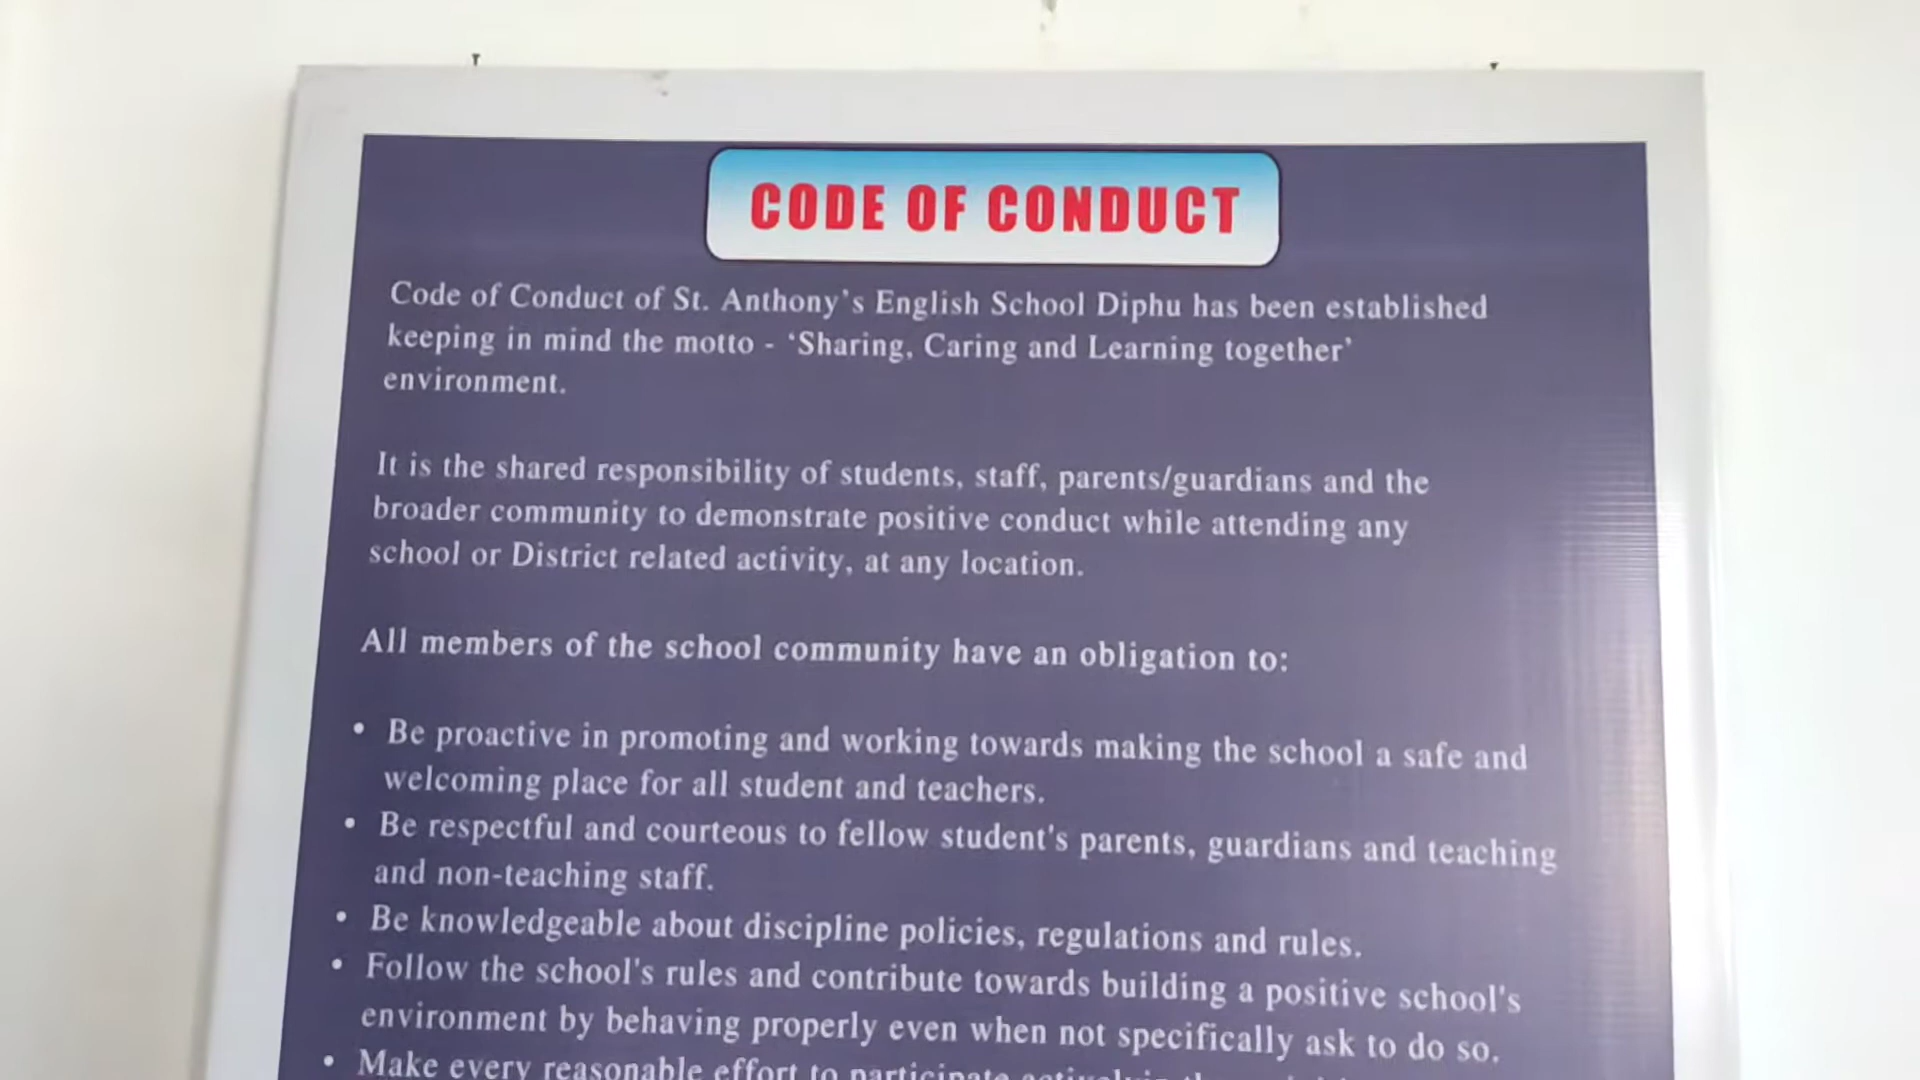 CODE OF CONDUCT
Code of Conduct of St. Anthony's English School Diphu has been established
keeping in mind the motto - 'Sharing, Caring and Learning together'
environment.
It is the shared responsibility of students, staff, parents/guardians and the
broader community to demonstrate positive conduct while attending any
school or District related activity, at any location.
All members of the school community have an obligation to:
• Be proactive in promoting and working towards making the school a safe and
welcoming place for all student and teachers.
• Be respectful and courteous to fellow student's parents, guardians and teaching
and non-teaching staff.
• Be knowledgeable about discipline policies, regulations and rules.
• Follow the school's rules and contribute towards building a positive school's
environment by behaving properly even when not specifically ask to do so.
• Make every reasonable effort to participate actively in